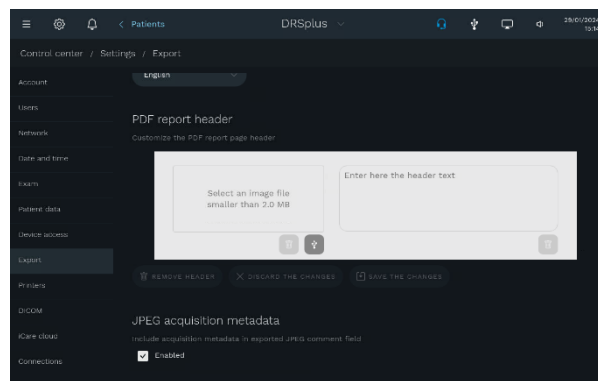 Patients
DRSplus
29/01/2024
15:14
Control center / Settings / Export
Account
English
Users
PDF report header
Network
Customize the PDF report page header
Date and time
Enter here the header text
Exam
Select an image file
smaller than 2.0 MB
Patient data
Device access
Export
REMOVE HEADER
DISCARD THE CHANGES
SAVE THE CHANGES
Printers
DICOM
JPEG acquisition metadata
iCare cloud
Include acquisition metadata in exported JPEG comment field
Enabled
Connections